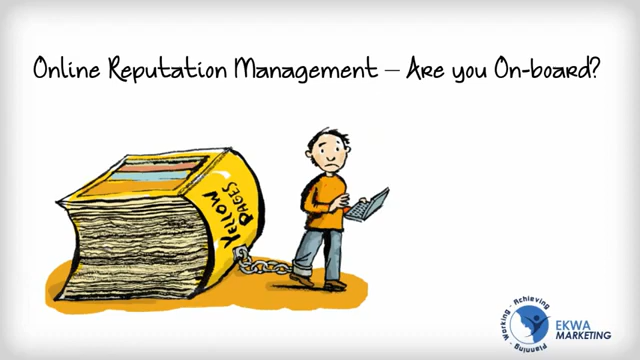 Online Reputation Management – Are you On-board?
YELLOW
PAGES
Planning - Working - Achieving
EKWA
MARKETING